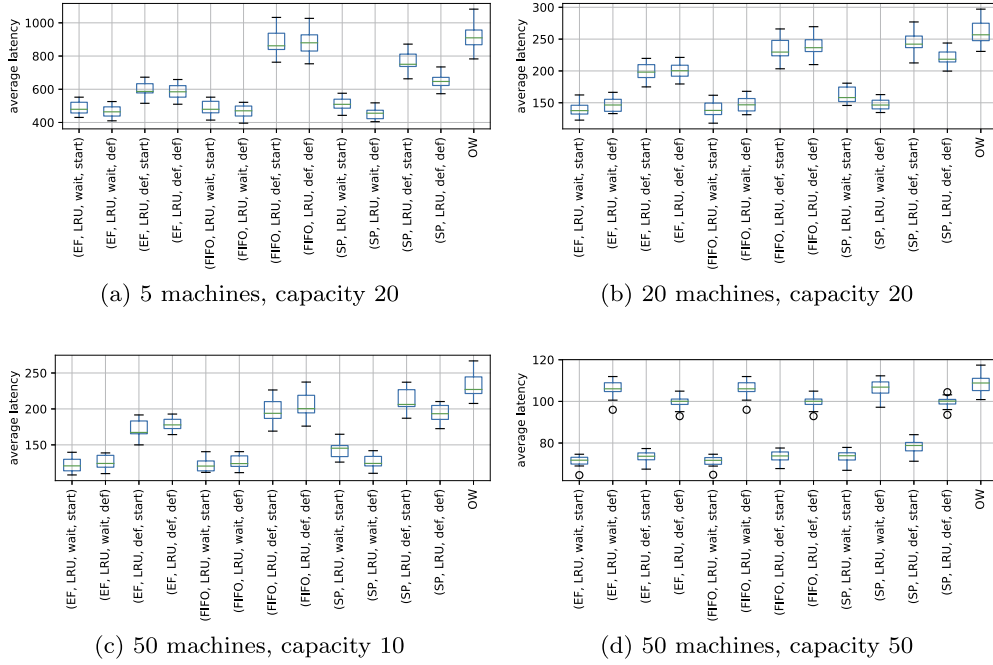 average latency
1000
800
600
400
(EF, LRU, wait, start)
(EF, LRU, wait, def)
(EF, LRU, def, start)
(EF, LRU, def, def)
(FIFO, LRU, wait, start)
(FIFO, LRU, wait, def)
(FIFO, LRU, def, start)
(FIFO, LRU, def, def)
(SP, LRU, wait, start)
(SP, LRU, wait, def)
(SP, LRU, def, start)
(SP, LRU, def, def)
OW
(a) 5 machines, capacity 20
average latency
300
250
200
150
(EF, LRU, wait, start)
(EF, LRU, wait, def)
(EF, LRU, def, start)
(EF, LRU, def, def)
(FIFO, LRU, wait, start)
(FIFO, LRU, wait, def)
(FIFO, LRU, def, start)
(FIFO, LRU, def, def)
(SP, LRU, wait, start)
(SP, LRU, wait, def)
(SP, LRU, def, start)
(SP, LRU, def, def)
OW
(b) 20 machines, capacity 20
average latency
250
200
150
(EF, LRU, wait, start)
(EF, LRU, wait, def)
(EF, LRU, def, start)
(EF, LRU, def, def)
(FIFO, LRU, wait, start)
(FIFO, LRU, wait, def)
(FIFO, LRU, def, start)
(FIFO, LRU, def, def)
(SP, LRU, wait, start)
(SP, LRU, wait, def)
(SP, LRU, def, start)
(SP, LRU, def, def)
OW
(c) 50 machines, capacity 10
average latency
120
100
80
(EF, LRU, wait, start)
(EF, LRU, wait, def)
(EF, LRU, def, start)
(EF, LRU, def, def)
(FIFO, LRU, wait, start)
(FIFO, LRU, wait, def)
(FIFO, LRU, def, start)
(FIFO, LRU, def, def)
(SP, LRU, wait, start)
(SP, LRU, wait, def)
(SP, LRU, def, start)
(SP, LRU, def, def)
OW
(d) 50 machines, capacity 50